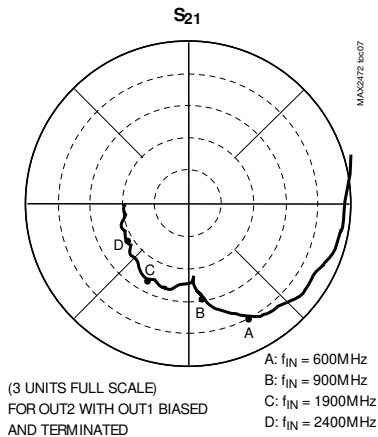 S21
MAX2472 toc07
D
C
B
A
A: fIN = 600MHz
B: fIN = 900MHz
C: fIN = 1900MHz
D: fIN = 2400MHz
(3 UNITS FULL SCALE)
FOR OUT2 WITH OUT1 BIASED
AND TERMINATED